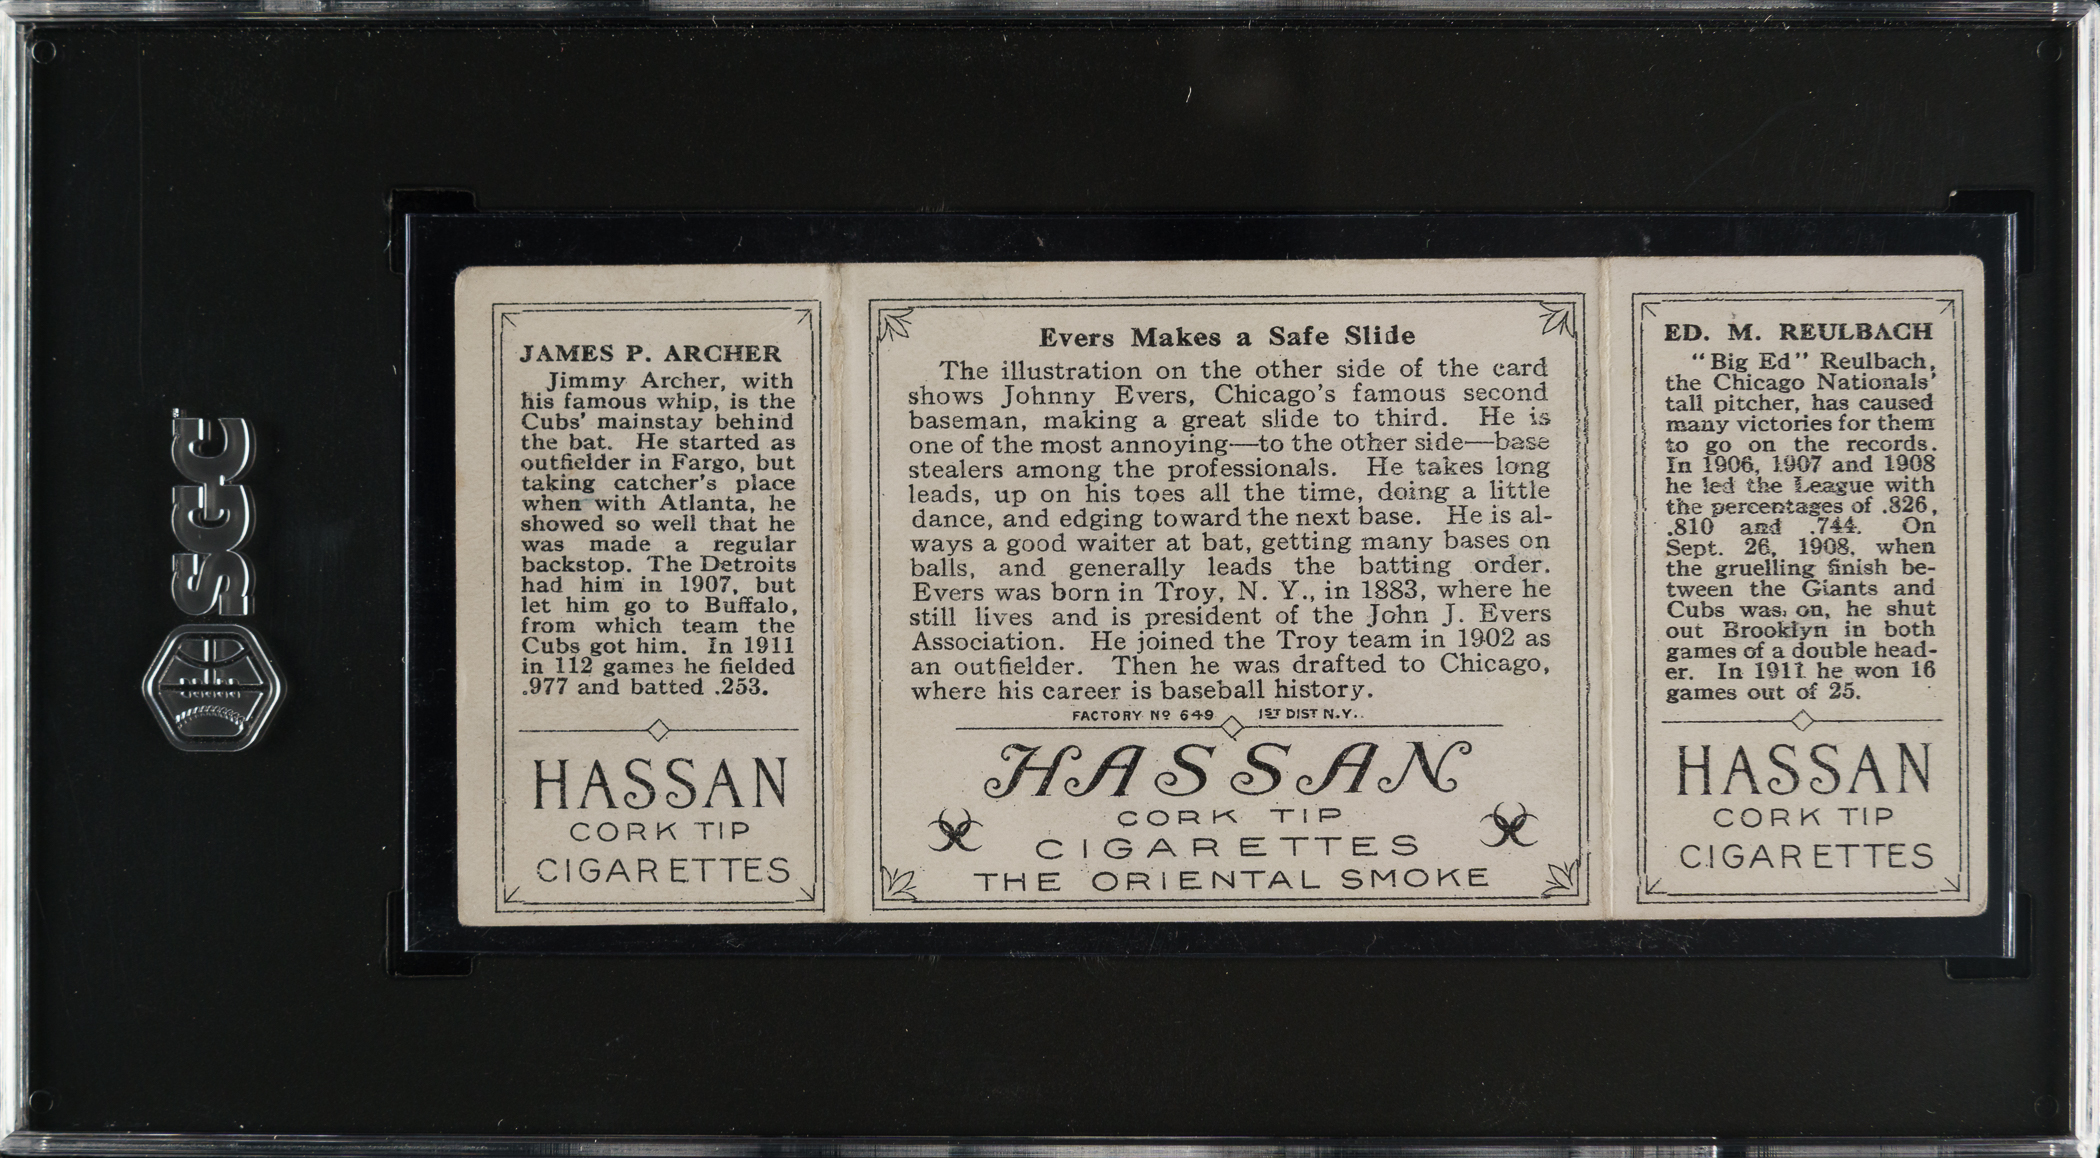 SGC
JAMES P. ARCHER
Jimmy Archer, with
his famous whip, is the
Cubs' mainstay behind
the bat. He started as
outfielder in Fargo, but
taking catcher's place
when with Atlanta, he
showed so well that he
was made a regular
backstop. The Detroits
had him in 1907, but
let him go to Buffalo,
from which team the
Cubs got him. In 1911
in 112 games he fielded
.977 and batted .253.
HASSAN
CORK TIP
CIGARETTES
Evers Makes a Safe Slide
The illustration on the other side of the card
shows Johnny Evers, Chicago's famous second
baseman, making a great slide to third. He is
one of the most annoying—to the other side—base
stealers among the professionals. He takes long
leads, up on his toes all the time, doing a little
dance, and edging toward the next base. He is al-
ways a good waiter at bat, getting many bases on
balls, and generally leads the batting order.
Evers was born in Troy, N. Y., in 1883, where he
still lives and is president of the John J. Evers
Association. He joined the Troy team in 1902 as
an outfielder. Then he was drafted to Chicago,
where his career is baseball history.
FACTORY Nº 649 1ST DIST N.Y..
HASSAN
CORK TIP
CIGARETTES
THE ORIENTAL SMOKE
ED. M. REULBACH
"Big Ed" Reulbach,
the Chicago Nationals'
tall pitcher, has caused
many victories for them
to go on the records.
In 1906, 1907 and 1908
he led the League with
the percentages of .826,
.810 and .744. On
Sept. 26, 1908, when
the gruelling finish be-
tween the Giants and
Cubs was on, he shut
out Brooklyn in both
games of a double head-
er. In 1911 he won 16
games out of 25.
HASSAN
CORK TIP
CIGARETTES